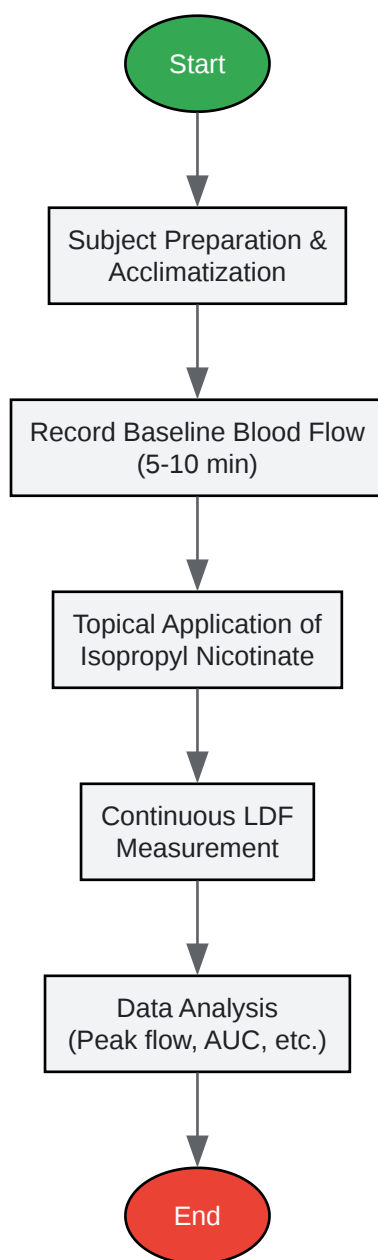 Start
Subject Preparation &
Acclimatization
Record Baseline Blood Flow
(5-10 min)
Topical Application of
Isopropyl Nicotinate
Continuous LDF
Measurement
Data Analysis
(Peak flow, AUC, etc.)
End